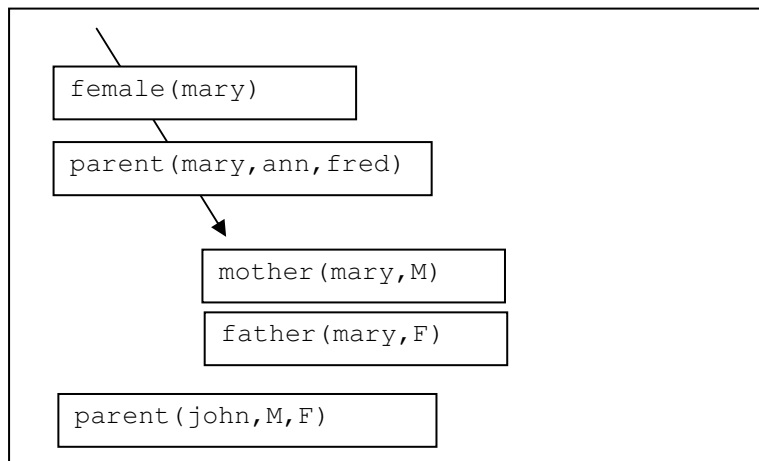 female(mary)
parent(mary,ann,fred)
mother(mary,M)
father(mary,F)
parent(john,M,F)